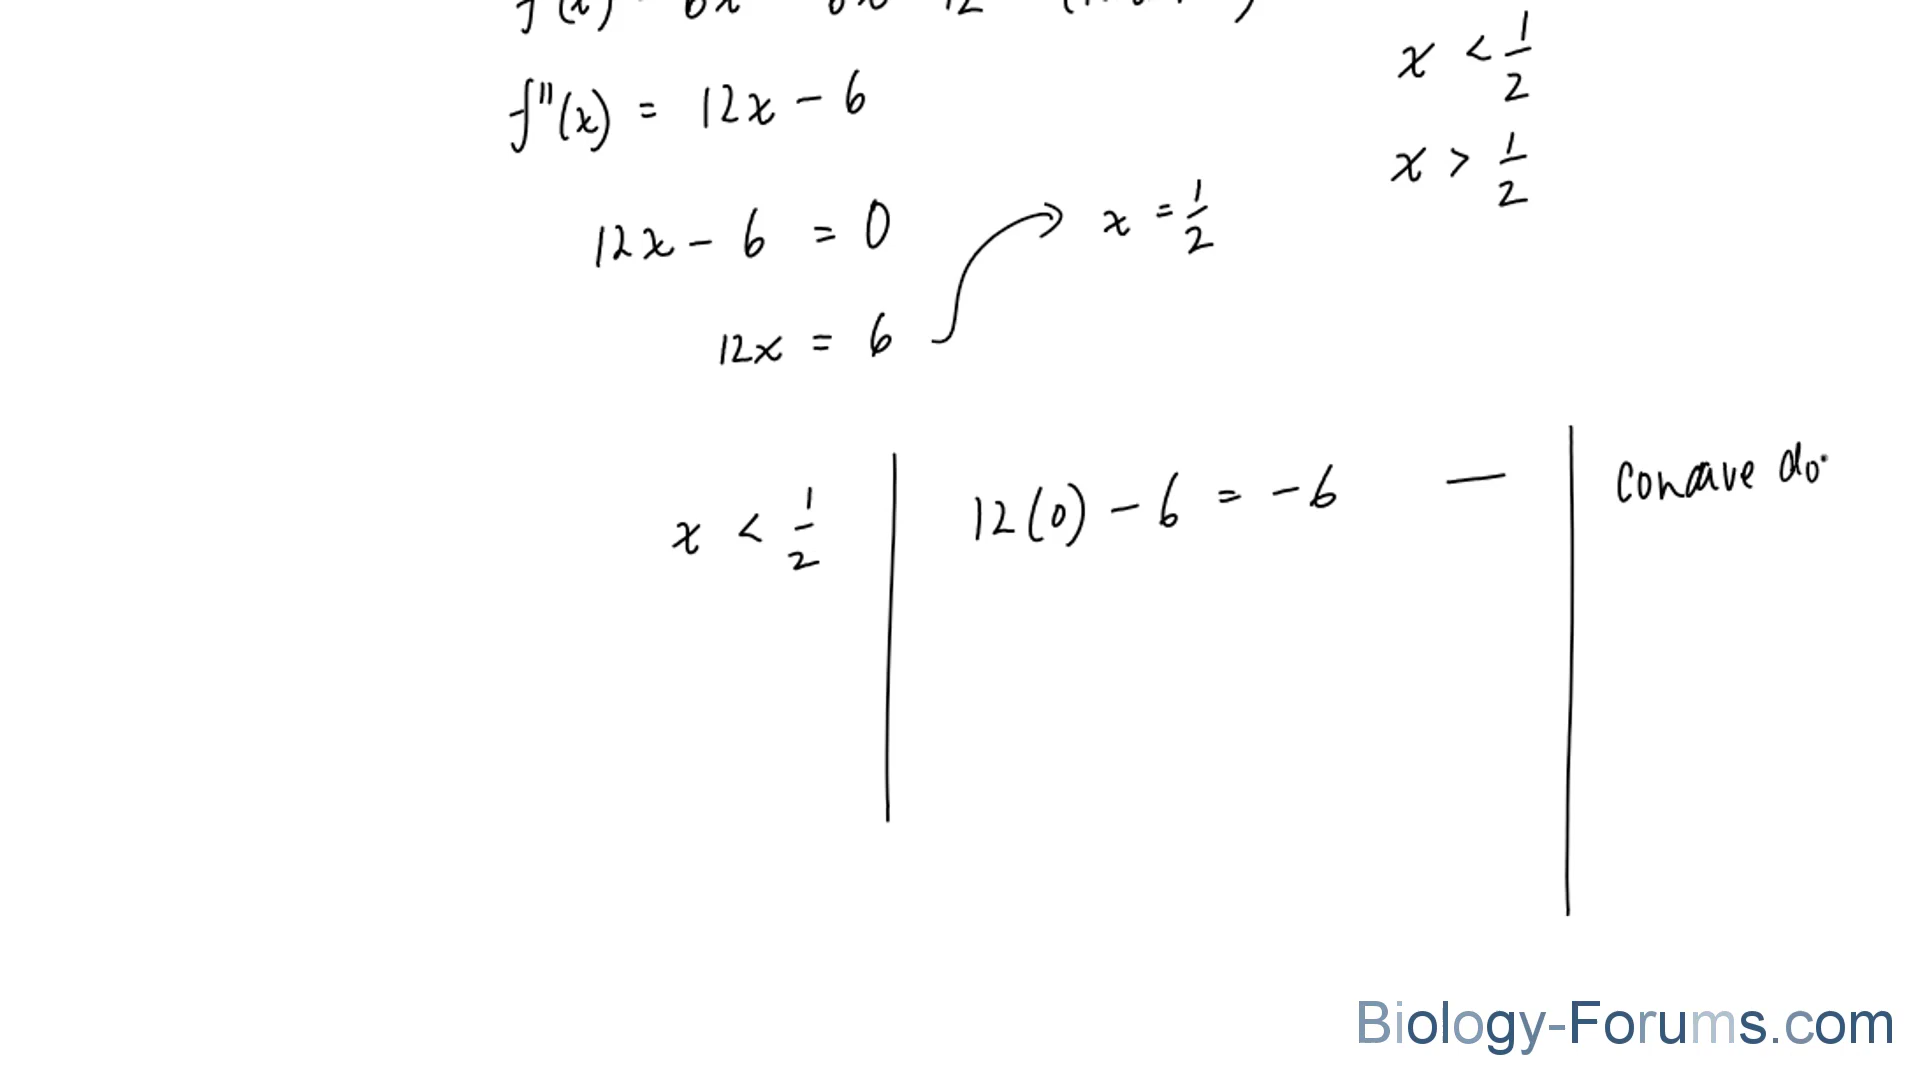 f''(x) = 12x - 6
x < 1/2
x > 1/2
12x - 6 = 0
x = 1/2
12x = 6
x < 1/2
12(0) - 6 = -6 —
Concave do
Biology-Forums.com